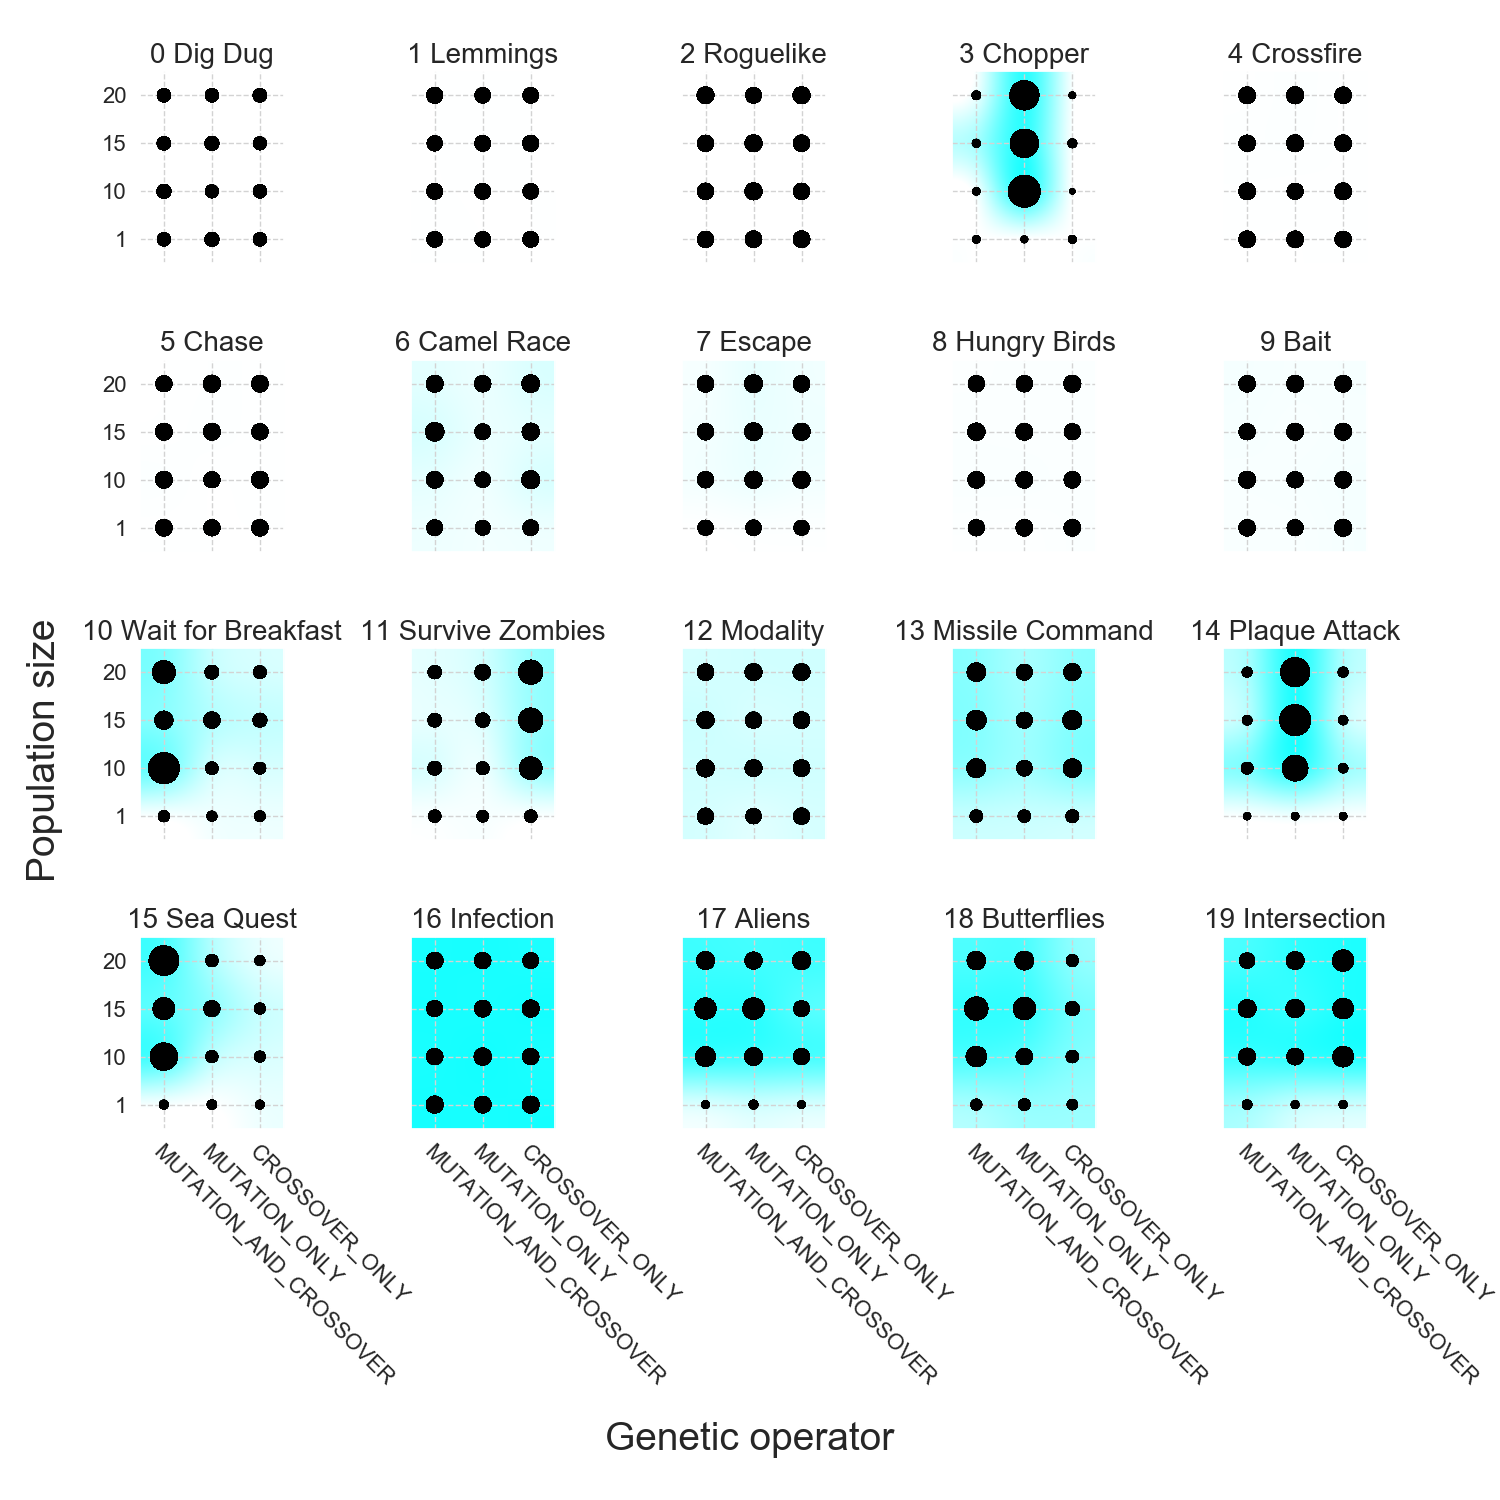 0 Dig Dug
1 Lemmings
2 Roguelike
3 Chopper
4 Crossfire
20
15
10
1
5 Chase
6 Camel Race
7 Escape
8 Hungry Birds
9 Bait
20
15
10
1
Population size
10 Wait for Breakfast
11 Survive Zombies
12 Modality
13 Missile Command
14 Plaque Attack
20
15
10
1
15 Sea Quest
16 Infection
17 Aliens
18 Butterflies
19 Intersection
20
15
10
1
MUTATION_AND_CROSSOVER
MUTATION_ONLY
CROSSOVER_ONLY
MUTATION_AND_CROSSOVER
MUTATION_ONLY
CROSSOVER_ONLY
MUTATION_AND_CROSSOVER
MUTATION_ONLY
CROSSOVER_ONLY
MUTATION_AND_CROSSOVER
MUTATION_ONLY
CROSSOVER_ONLY
MUTATION_AND_CROSSOVER
MUTATION_ONLY
CROSSOVER_ONLY
Genetic operator